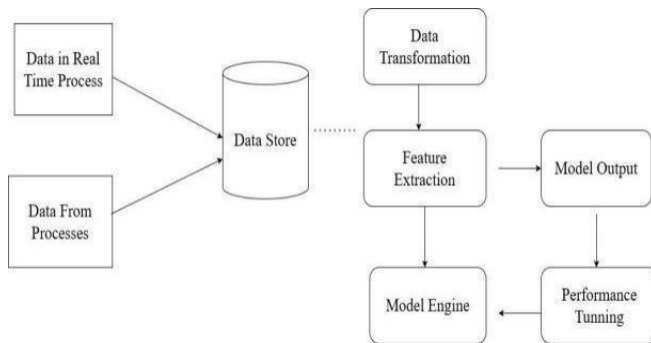 Data in Real
Time Process
Data From
Processes
Data Store
Data
Transformation
Feature
Extraction
Model Output
Model Engine
Performance
Tunning